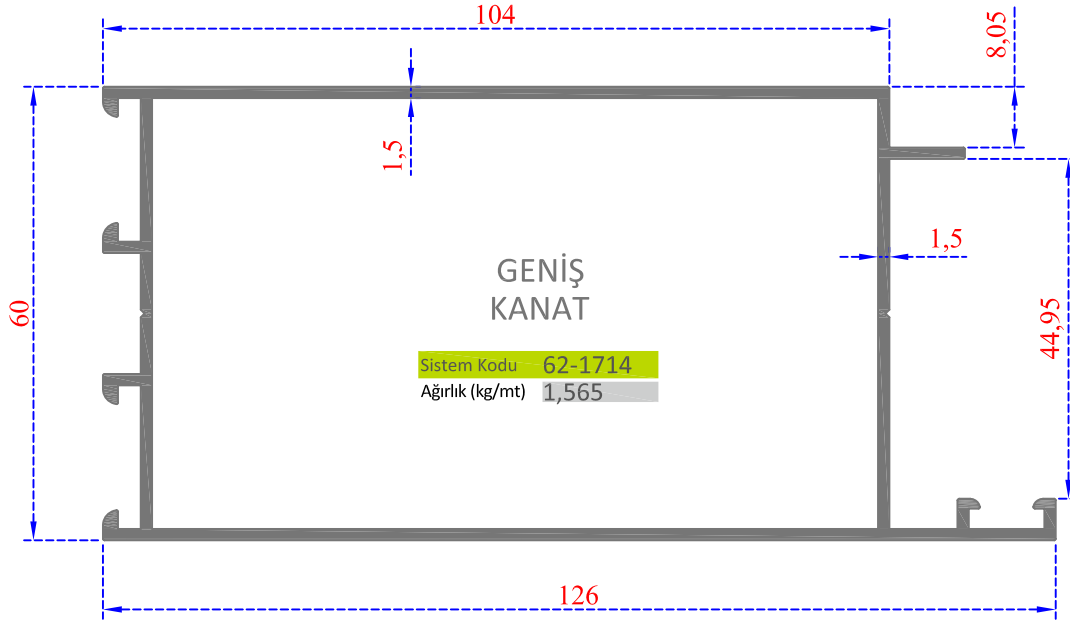 104
8,05
1,5
1,5
60
44,95
GENİŞ
KANAT
Sistem Kodu 62-1714
Ağırlık (kg/mt) 1,565
126